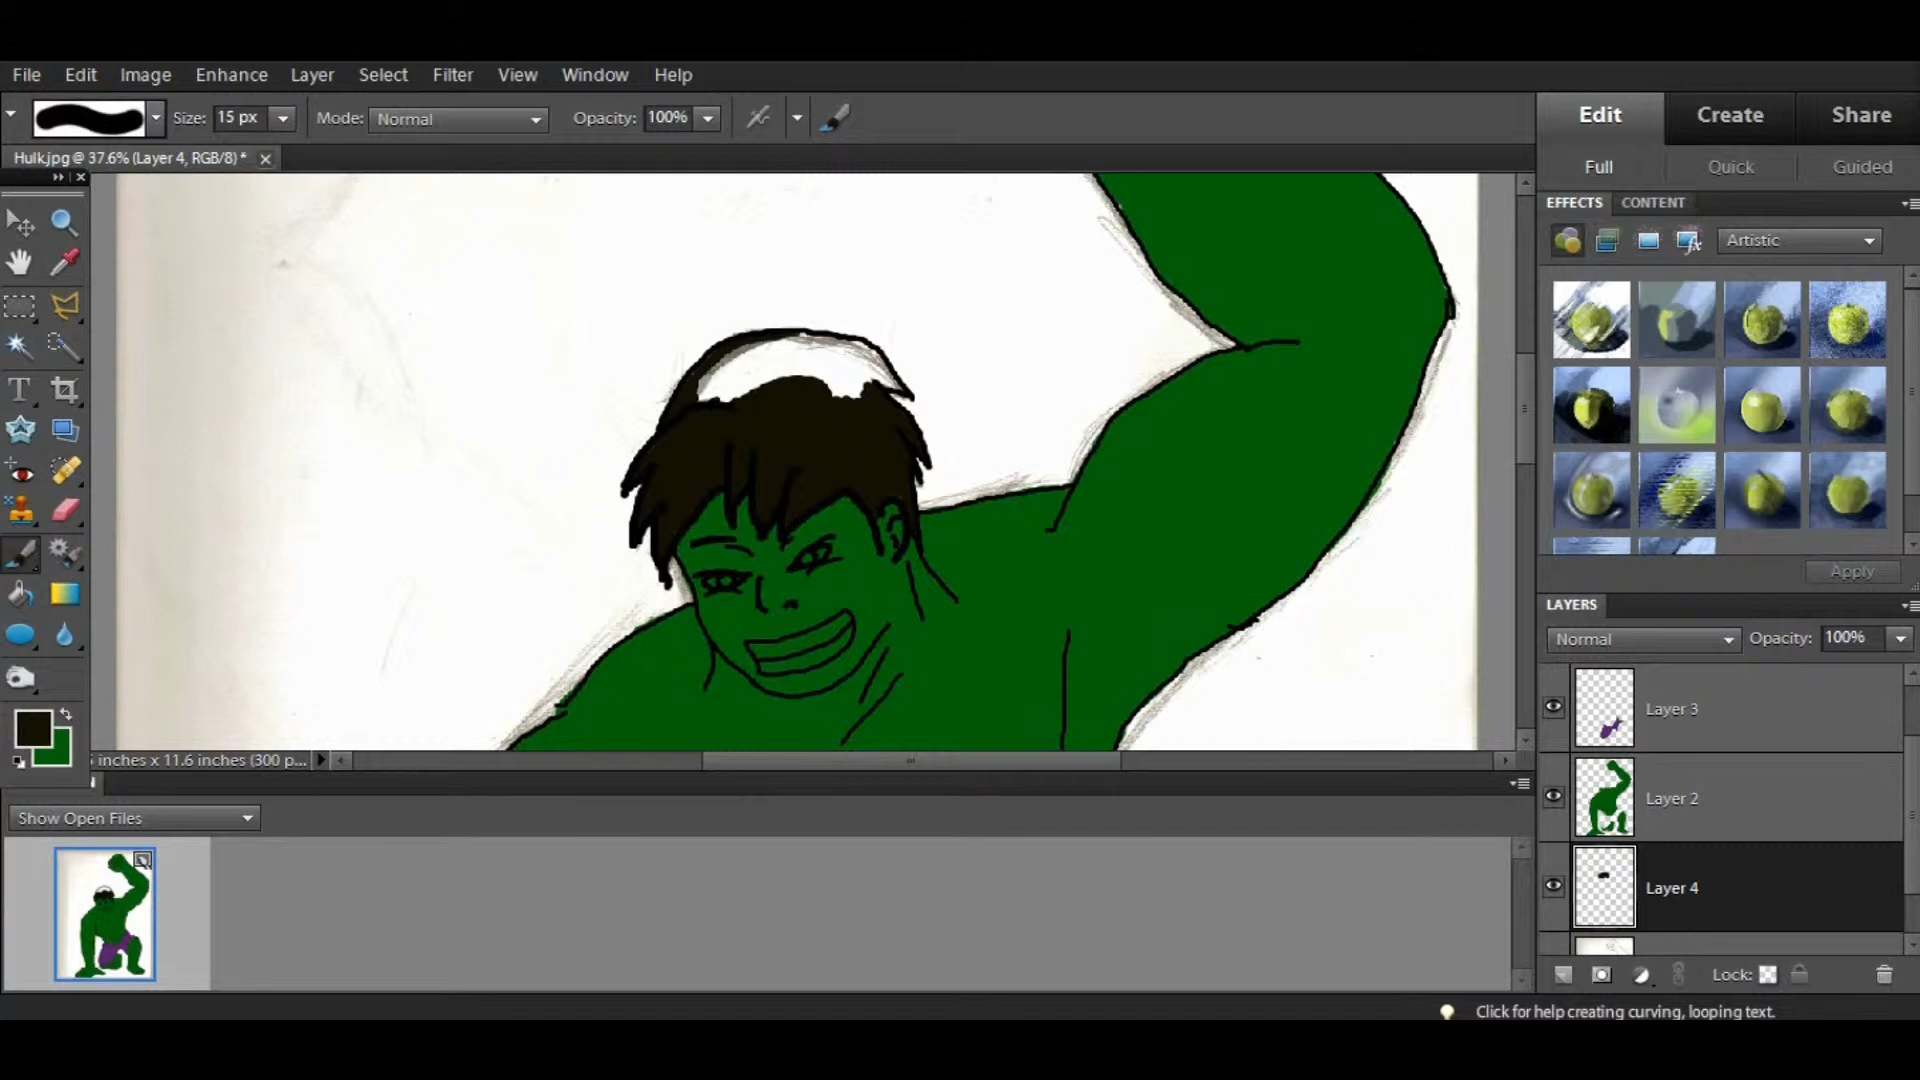 File Edit Image Enhance Layer Select Filter View Window Help
Size: 15 px Mode: Normal Opacity: 100%
Edit Create Share
Hulk.jpg @ 37.6% (Layer 4, RGB/8) *
Full Quick Guided
EFFECTS CONTENT
Artistic
Apply
LAYERS
Normal Opacity: 100%
Layer 3
Layer 2
Layer 4
inches x 11.6 inches (300 p...
Show Open Files
Lock:
Click for help creating curving, looping text.